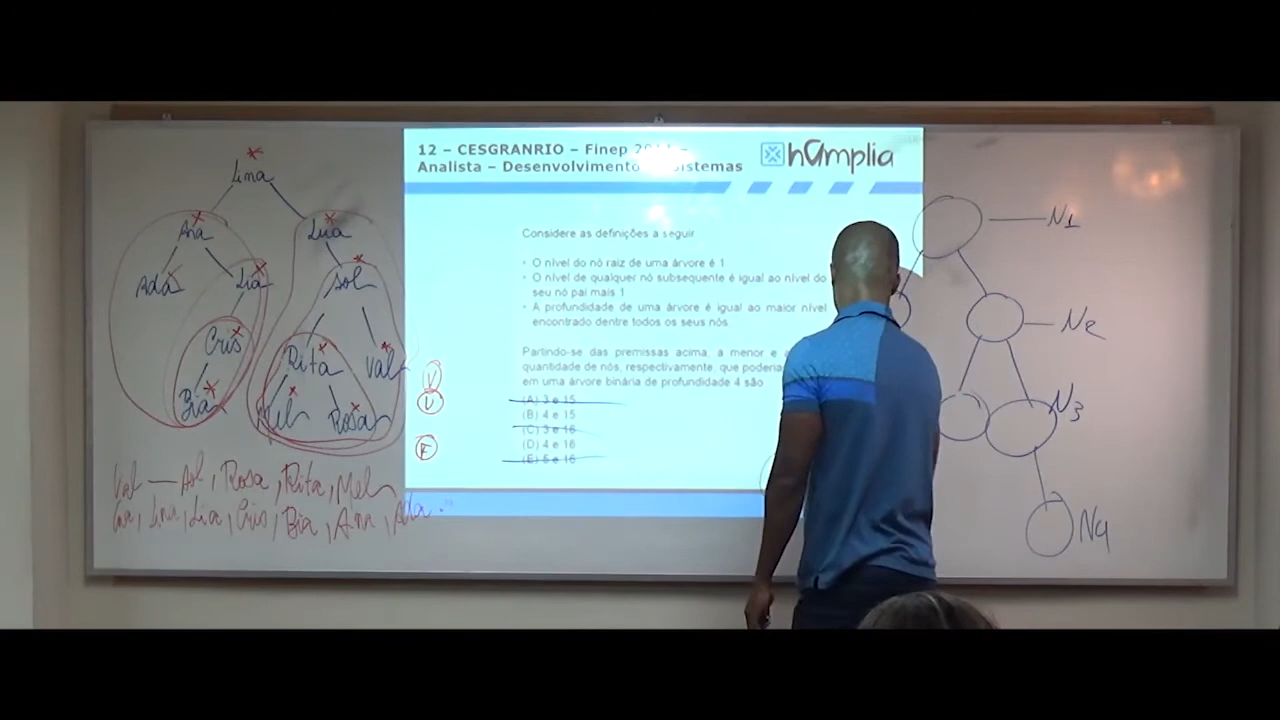 12 – CESGRANRIO – Finep
Analista – Desenvolvimento Sistemas
hamplia
Considere as definições a seguir
• O nível do nó raiz de uma árvore é 1
• O nível de qualquer nó subsequente é igual ao nível do
seu nó pai mais 1
• A profundidade de uma árvore é igual ao maior nível
encontrado dentre todos os seus nós.
Partindo-se das premissas acima, a menor e a
quantidade de nós, respectivamente, que poderia
em uma árvore binária de profundidade 4 são
(A) 3 e 15
(B) 4 e 15
(C) 3 e 16
(D) 4 e 16
(E) 5 e 16
Lina
Ana
Lua
Ada
Lia
Sol
Cris
Rita
Val
Bia
Mel
Rosa
V
V
F
Val — Sol, Rosa, Rita, Mel
Lua, Lina, Lia, Cris, Bia, Ana, Ada.
N1
N2
N3
N4